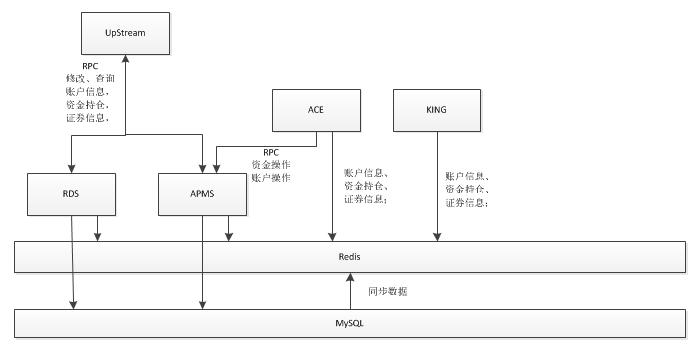 UpStream
RPC
修改、查询
账户信息，
资金持仓，
证券信息，
ACE
KING
RPC
资金操作
账户操作
账户信息、
资金持仓、
证券信息；
账户信息、
资金持仓、
证券信息；
RDS
APMS
Redis
同步数据
MySQL